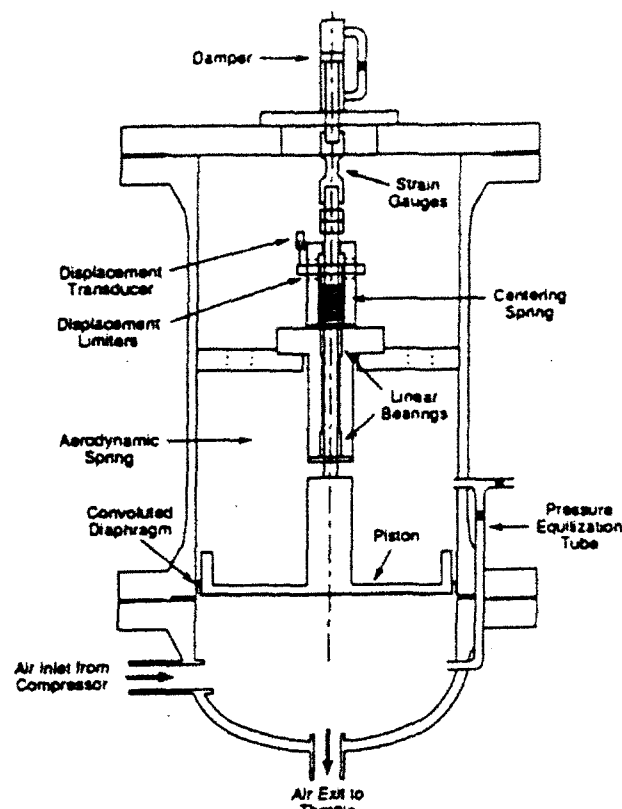 Damper
Strain
Gauges
Displacement
Transducer
Centering
Spring
Displacement
Limiters
Linear
Bearings
Aerodynamic
Spring
Convoluted
Diaphragm
Piston
Pressure
Equilization
Tube
Air Inlet from
Compressor
Air Exit to
Throttle